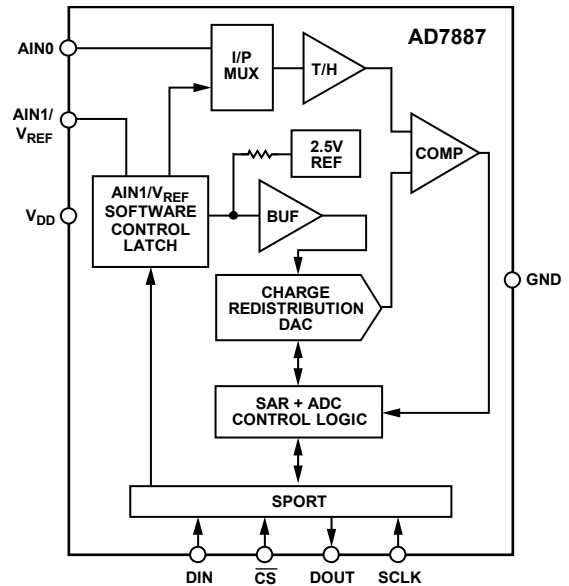 AD7887
AIN0
I/P
MUX
T/H
AIN1/
VREF
2.5V
REF
COMP
AIN1/VREF
SOFTWARE
CONTROL
LATCH
VDD
BUF
GND
CHARGE
REDISTRIBUTION
DAC
SAR + ADC
CONTROL LOGIC
SPORT
DIN
CS
DOUT
SCLK